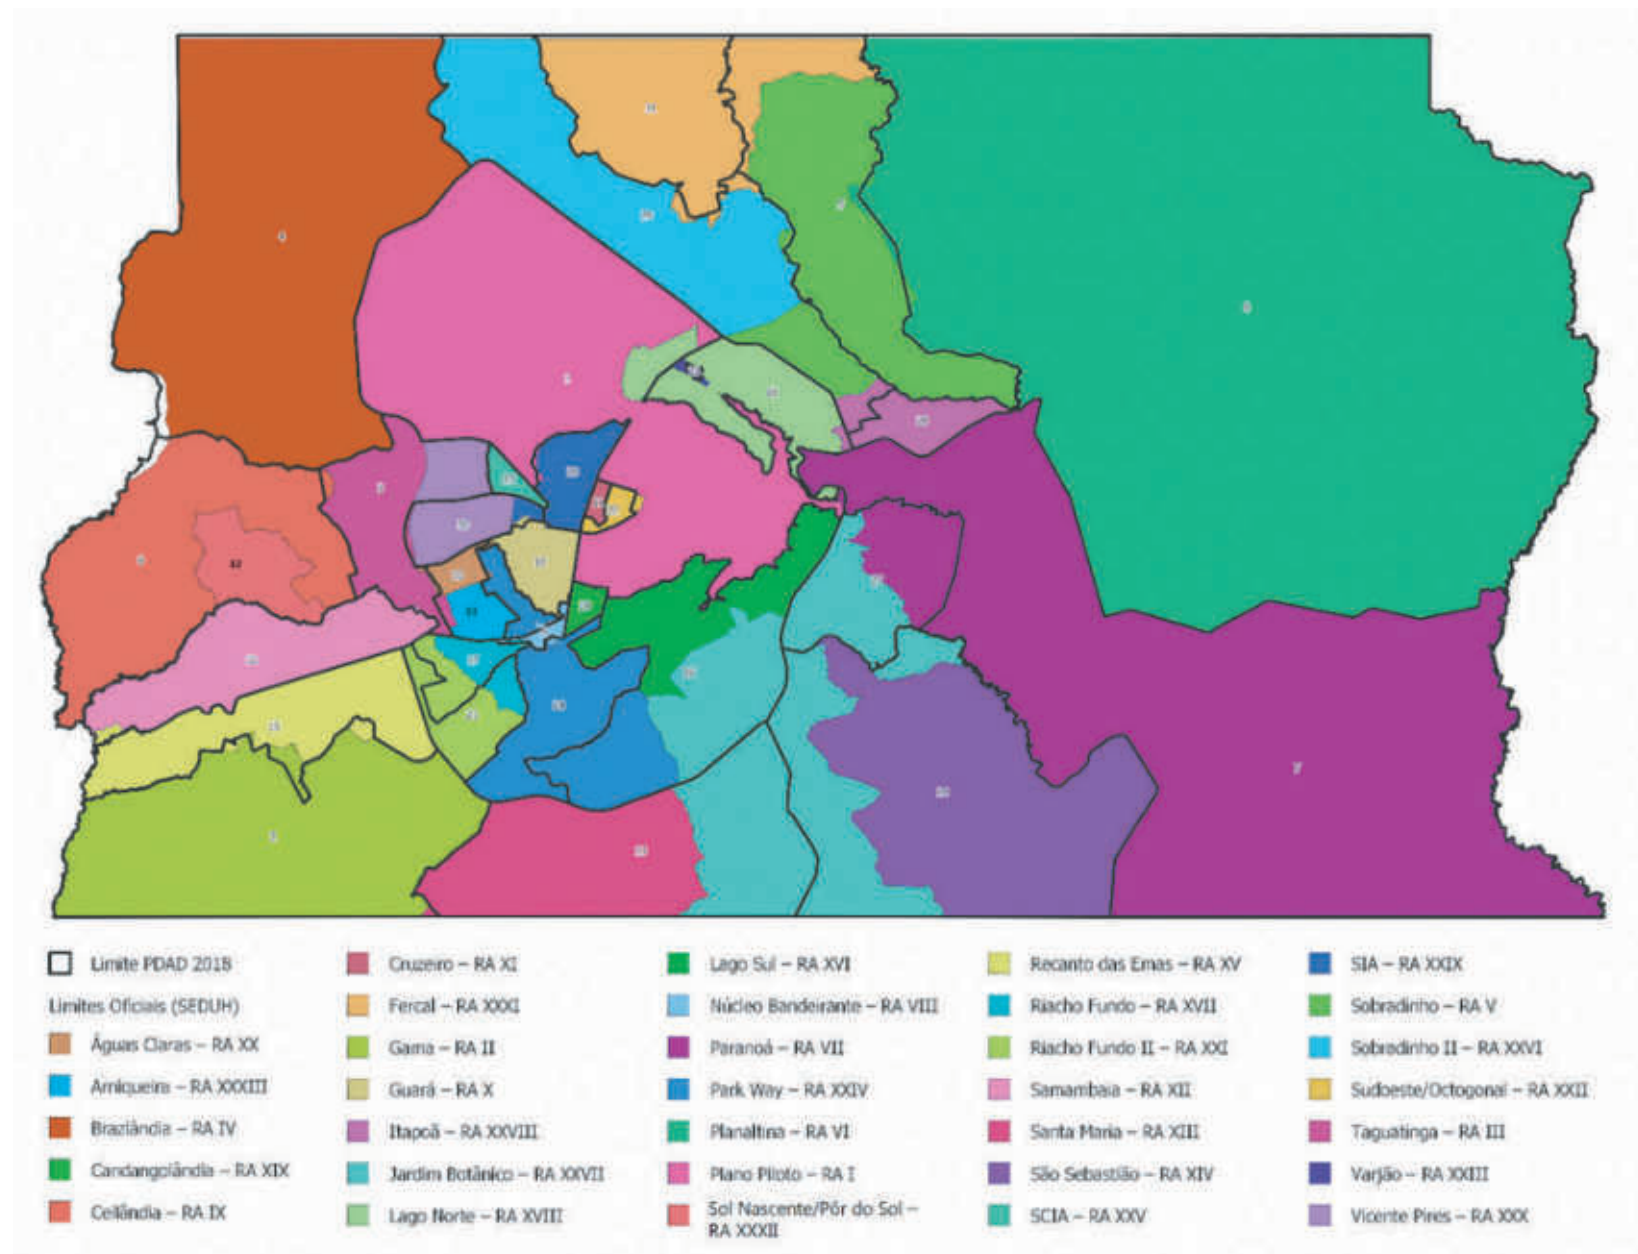 32
33
Limite PDAD 2018
Limites Oficiais (SEDUH)
Águas Claras – RA XX
Arniqueira – RA XXXIII
Brazlândia – RA IV
Candangolândia – RA XIX
Ceilândia – RA IX
Cruzeiro – RA XI
Fercal – RA XXXI
Gama – RA II
Guará – RA X
Itapoã – RA XXVIII
Jardim Botânico – RA XXVII
Lago Norte – RA XVIII
Lago Sul – RA XVI
Núcleo Bandeirante – RA VIII
Paranoá – RA VII
Park Way – RA XXIV
Planaltina – RA VI
Plano Piloto – RA I
Sol Nascente/Pôr do Sol –
RA XXXII
Recanto das Emas – RA XV
Riacho Fundo – RA XVII
Riacho Fundo II – RA XXI
Samambaia – RA XII
Santa Maria – RA XIII
São Sebastião – RA XIV
SCIA – RA XXV
SIA – RA XXIX
Sobradinho – RA V
Sobradinho II – RA XXVI
Sudoeste/Octogonal – RA XXII
Taguatinga – RA III
Varjão – RA XXIII
Vicente Pires – RA XXX